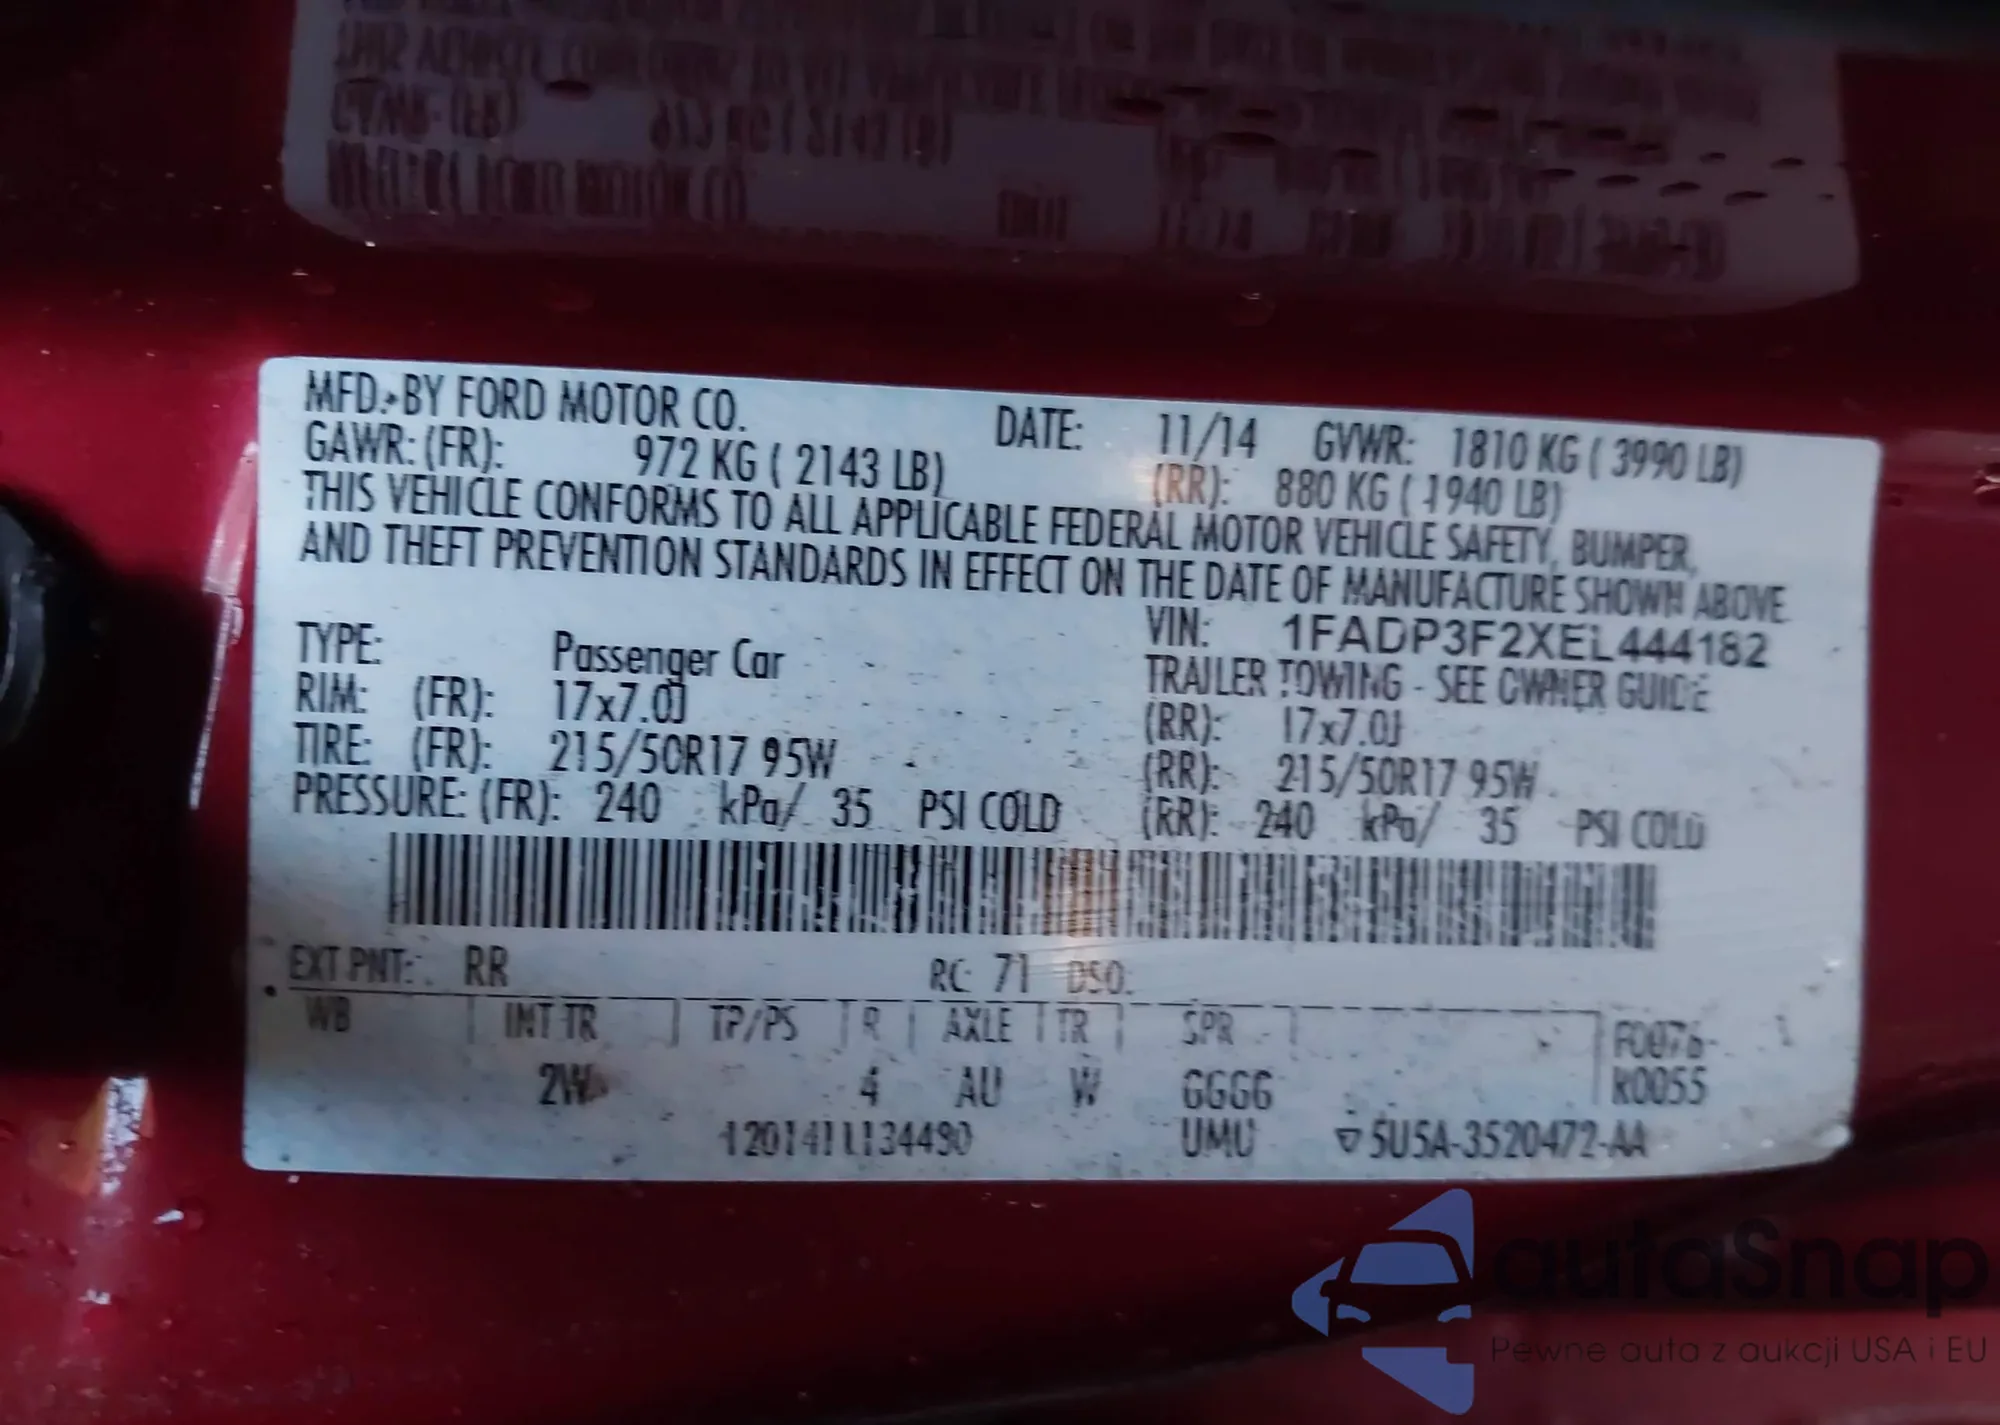 MFD. BY FORD MOTOR CO. DATE: 11/14 GVWR: 1810 KG ( 3990 LB)
GAWR: (FR): 972 KG ( 2143 LB) (RR): 880 KG ( 1940 LB)
THIS VEHICLE CONFORMS TO ALL APPLICABLE FEDERAL MOTOR VEHICLE SAFETY, BUMPER,
AND THEFT PREVENTION STANDARDS IN EFFECT ON THE DATE OF MANUFACTURE SHOWN ABOVE
VIN: 1FADP3F2XEL444182
TYPE: Passenger Car TRAILER TOWING - SEE OWNER GUIDE
RIM: (FR): 17x7.0J (RR): 17x7.0J
TIRE: (FR): 215/50R17 95W (RR): 215/50R17 95W
PRESSURE: (FR): 240 kPa/ 35 PSI COLD (RR): 240 kPa/ 35 PSI COLD
EXT PNT: RR RC: 71 DSO:
WB INT TR TP/PS R AXLE TR SPR F0076-
2W 4 AU W GGGG R0055
UMU 5U5A-3520472-AA
autoSnap
Pewne auta z aukcji USA i EU